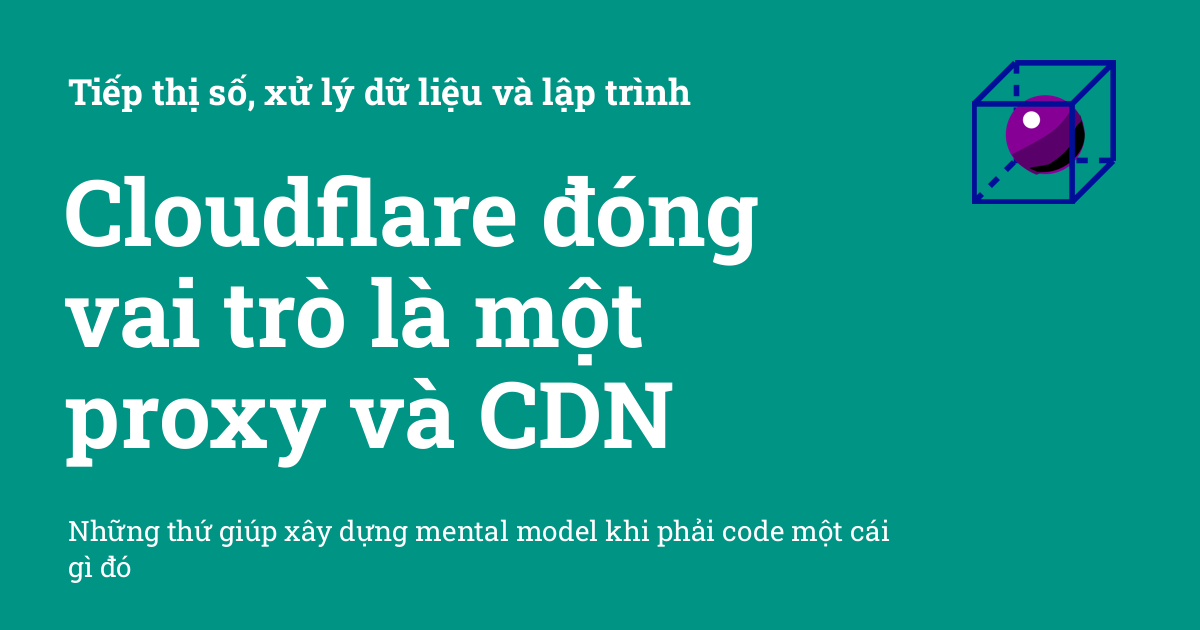 Tiếp thị số, xử lý dữ liệu và lập trình
Cloudflare đóng
vai trò là một
proxy và CDN
Những thứ giúp xây dựng mental model khi phải code một cái
gì đó